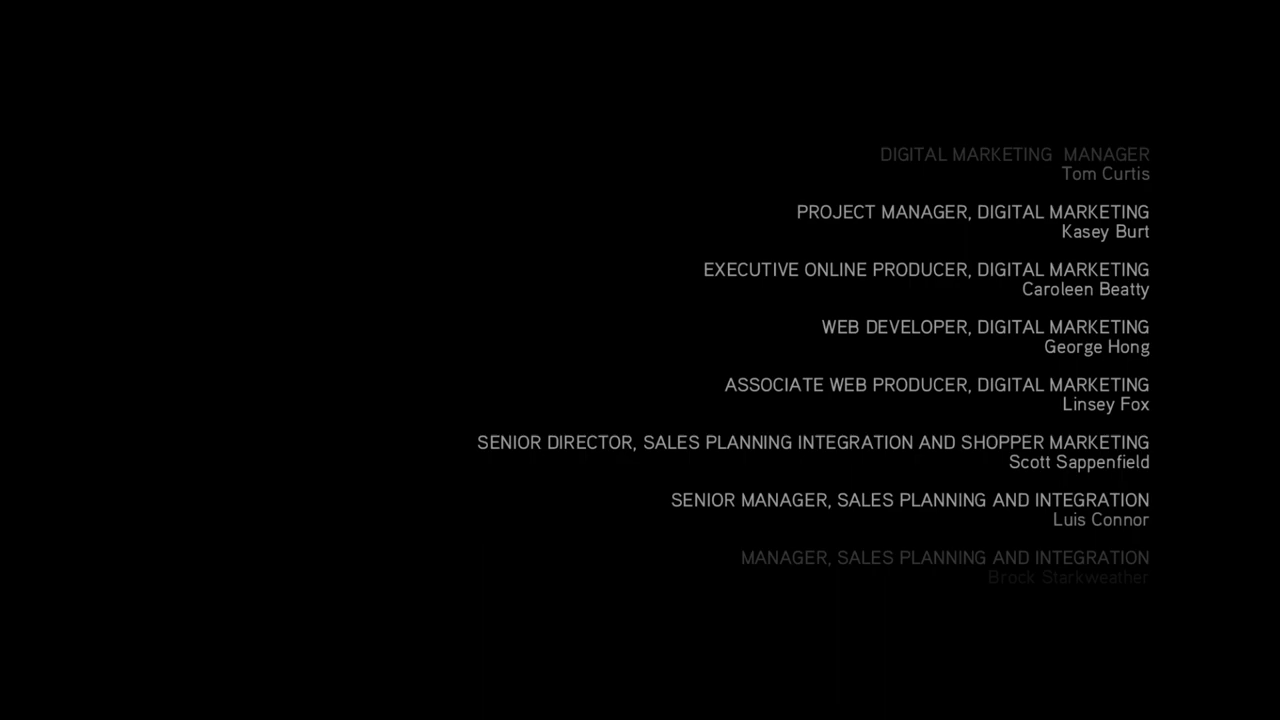 DIGITAL MARKETING MANAGER
Tom Curtis
PROJECT MANAGER, DIGITAL MARKETING
Kasey Burt
EXECUTIVE ONLINE PRODUCER, DIGITAL MARKETING
Caroleen Beatty
WEB DEVELOPER, DIGITAL MARKETING
George Hong
ASSOCIATE WEB PRODUCER, DIGITAL MARKETING
Linsey Fox
SENIOR DIRECTOR, SALES PLANNING INTEGRATION AND SHOPPER MARKETING
Scott Sappenfield
SENIOR MANAGER, SALES PLANNING AND INTEGRATION
Luis Connor
MANAGER, SALES PLANNING AND INTEGRATION
Brock Starkweather